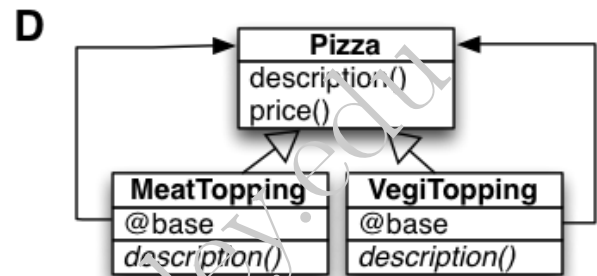 D
Pizza
description()
price()
MeatTopping
VegiTopping
@base
@base
description()
description()